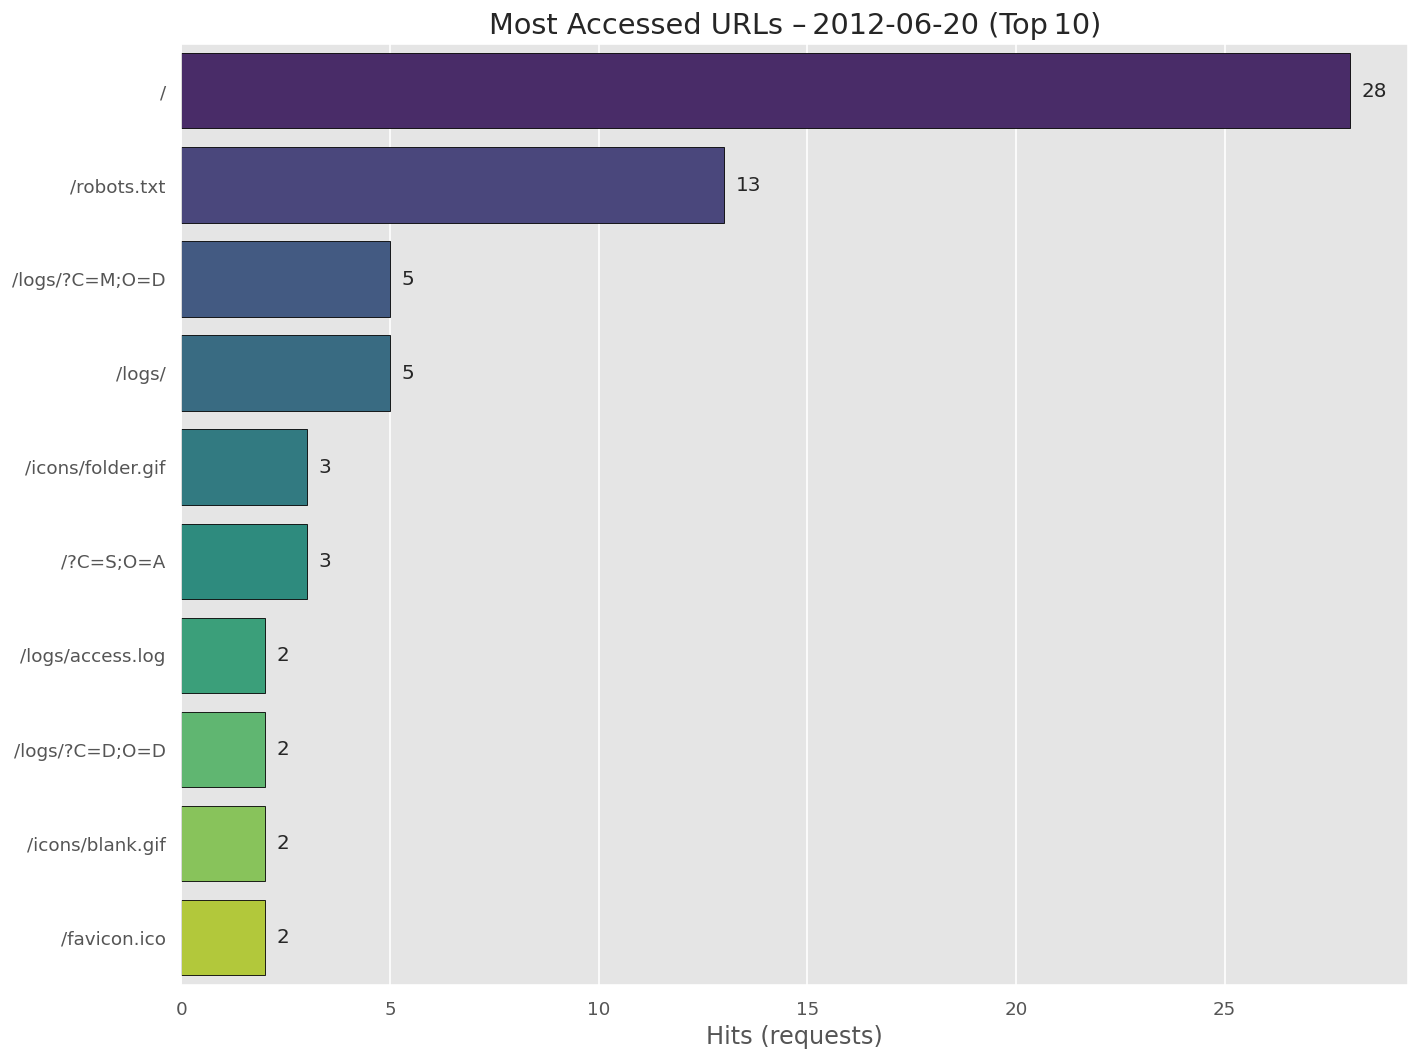 Most Accessed URLs – 2012-06-20 (Top 10)
/ 28
/robots.txt 13
/logs/?C=M;O=D 5
/logs/ 5
/icons/folder.gif 3
/?C=S;O=A 3
/logs/access.log 2
/logs/?C=D;O=D 2
/icons/blank.gif 2
/favicon.ico 2
0 5 10 15 20 25
Hits (requests)